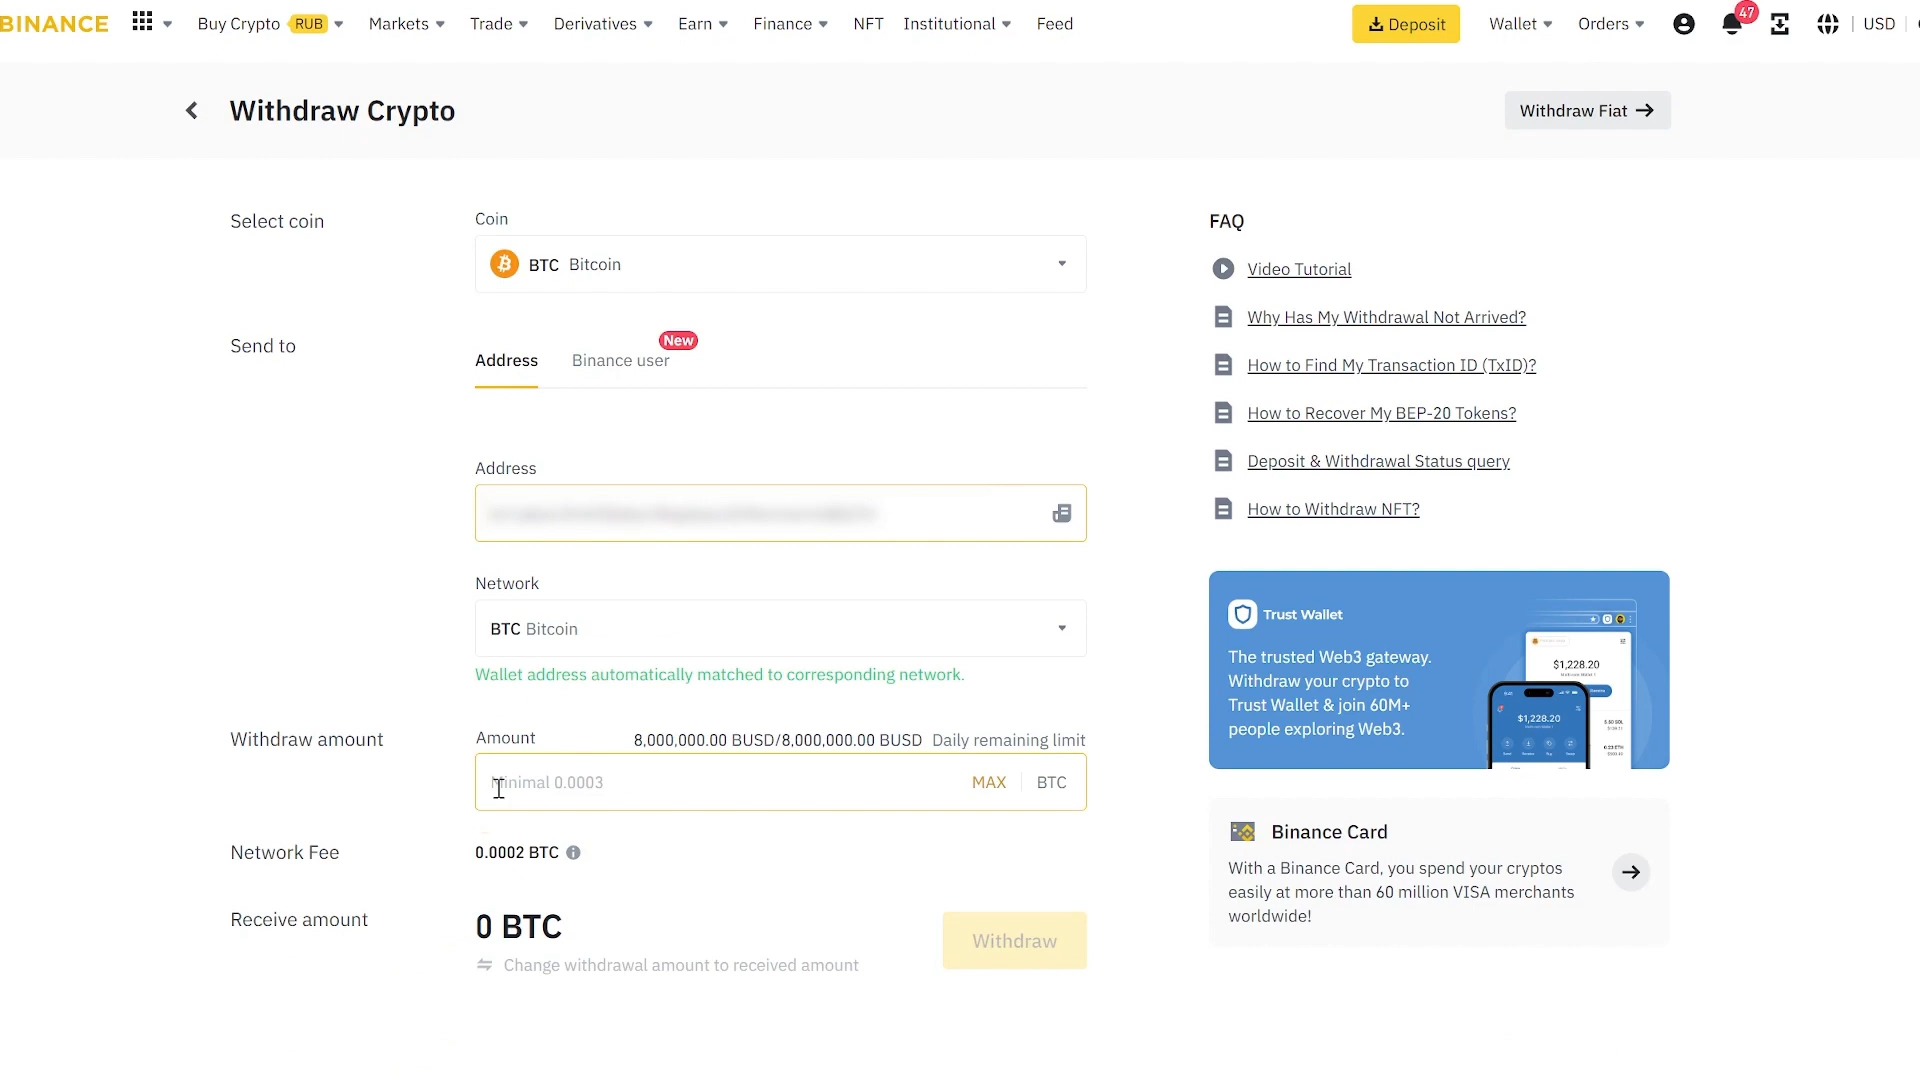 BINANCE
Buy Crypto RUB
Markets
Trade
Derivatives
Earn
Finance
NFT
Institutional
Feed
Deposit
Wallet
Orders
47
USD
Withdraw Crypto
Withdraw Fiat
Select coin
Coin
BTC Bitcoin
Send to
Address
Binance user
New
Address
Network
BTC Bitcoin
Wallet address automatically matched to corresponding network.
Withdraw amount
Amount
8,000,000.00 BUSD/8,000,000.00 BUSD Daily remaining limit
Minimal 0.0003
MAX
BTC
Network Fee
0.0002 BTC
Receive amount
0 BTC
Change withdrawal amount to received amount
Withdraw
FAQ
Video Tutorial
Why Has My Withdrawal Not Arrived?
How to Find My Transaction ID (TxID)?
How to Recover My BEP-20 Tokens?
Deposit & Withdrawal Status query
How to Withdraw NFT?
Trust Wallet
The trusted Web3 gateway.
Withdraw your crypto to
Trust Wallet & join 60M+
people exploring Web3.
$1,228.20
$1,228.20
Binance Card
With a Binance Card, you spend your cryptos
easily at more than 60 million VISA merchants
worldwide!